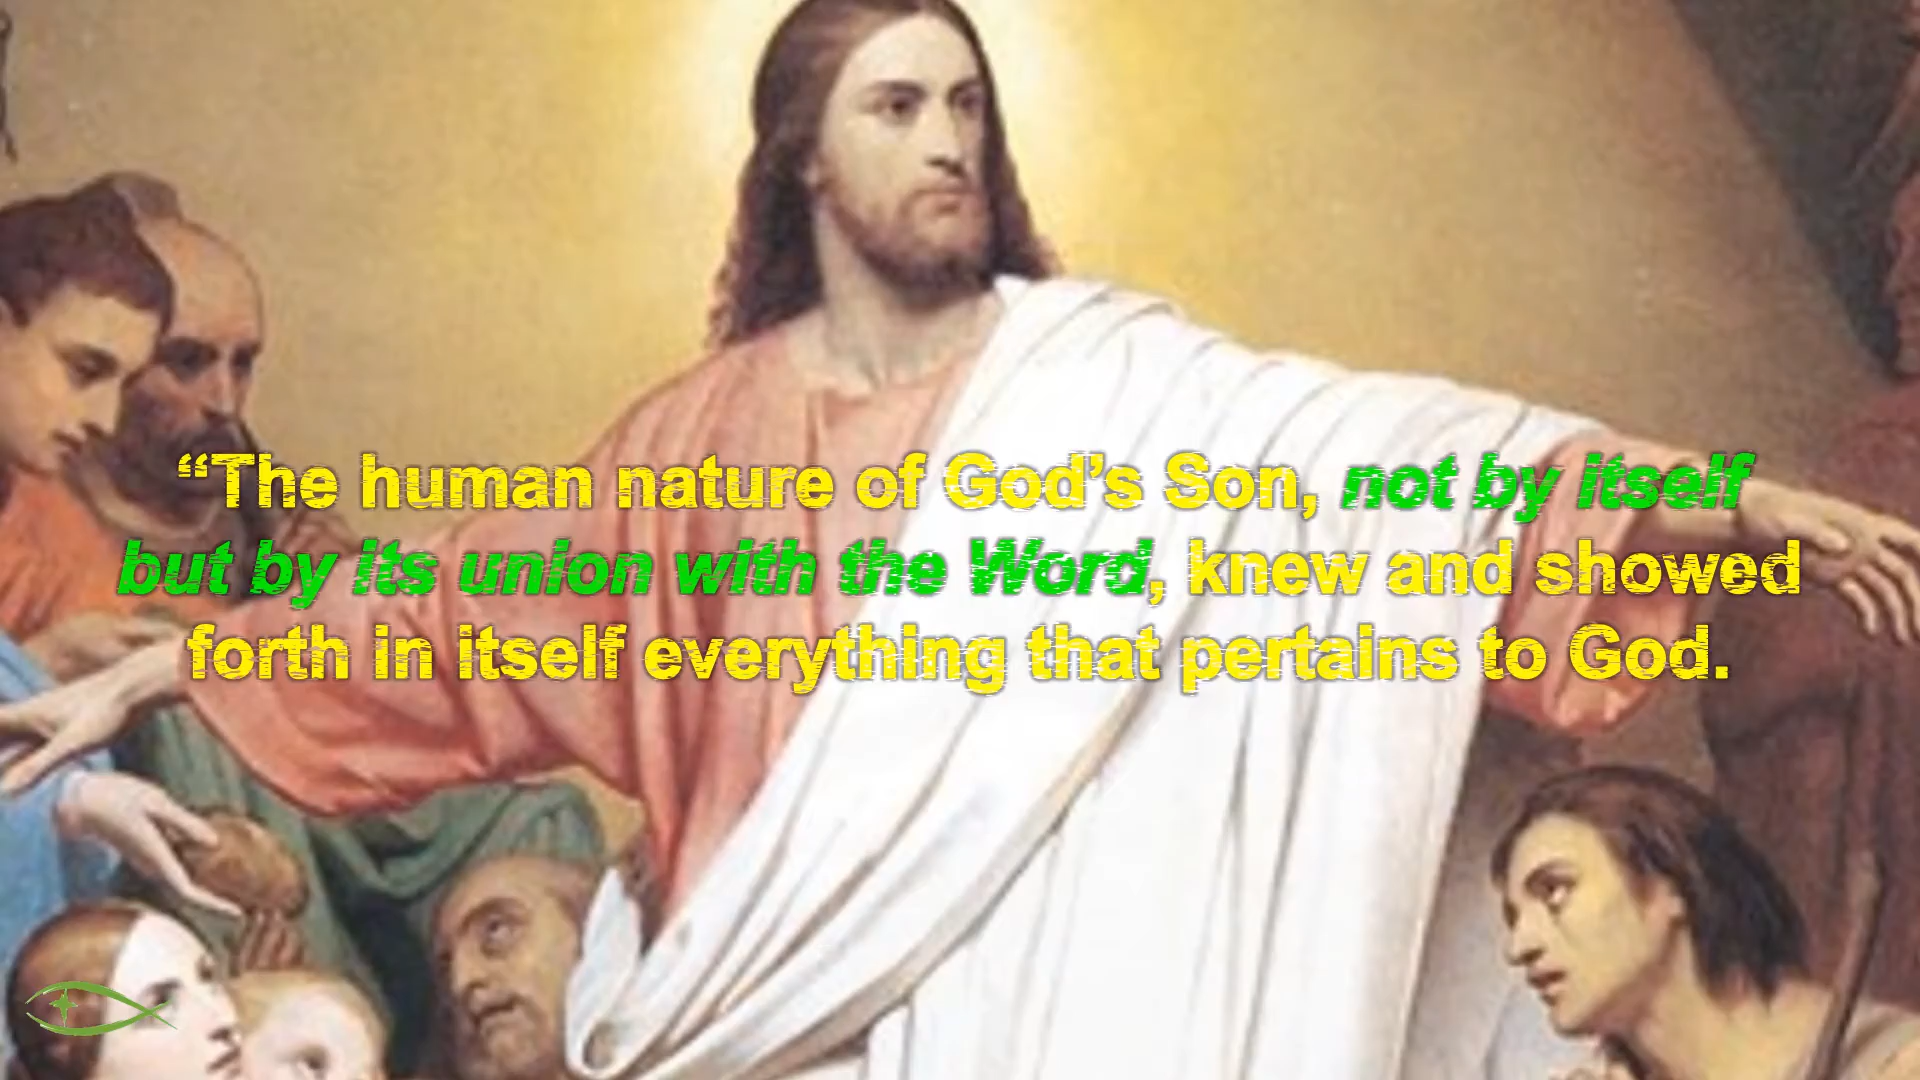 “The human nature of God’s Son, not by itself
but by its union with the Word, knew and showed
forth in itself everything that pertains to God.